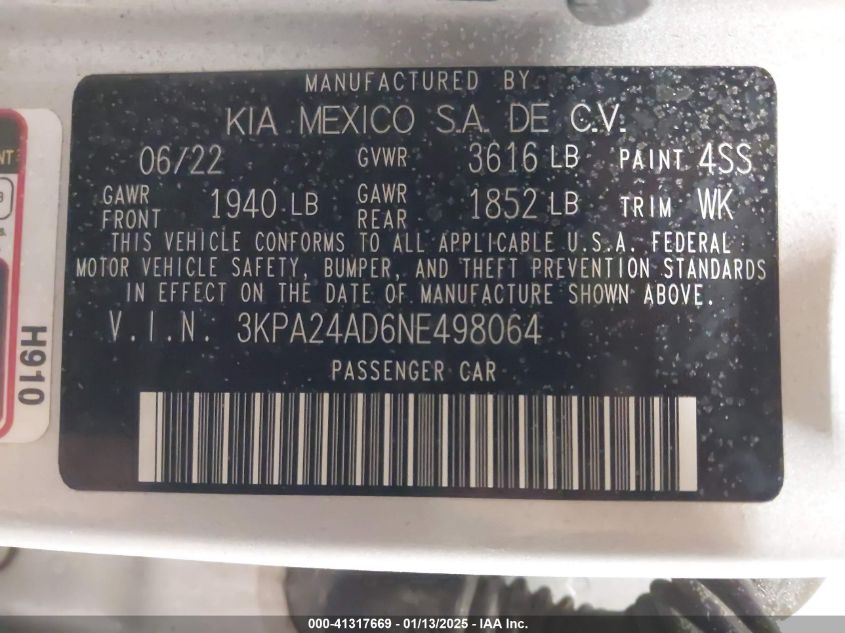 MANUFACTURED BY
KIA MEXICO S.A. DE C.V.
06/22 GVWR 3616 LB PAINT 4SS
GAWR FRONT 1940 LB GAWR REAR 1852 LB TRIM WK
THIS VEHICLE CONFORMS TO ALL APPLICABLE U.S.A. FEDERAL
MOTOR VEHICLE SAFETY, BUMPER, AND THEFT PREVENTION STANDARDS
IN EFFECT ON THE DATE OF MANUFACTURE SHOWN ABOVE.
V.I.N. 3KPA24AD6NE498064
PASSENGER CAR
H910
000-41317669 - 01/13/2025 - IAA Inc.